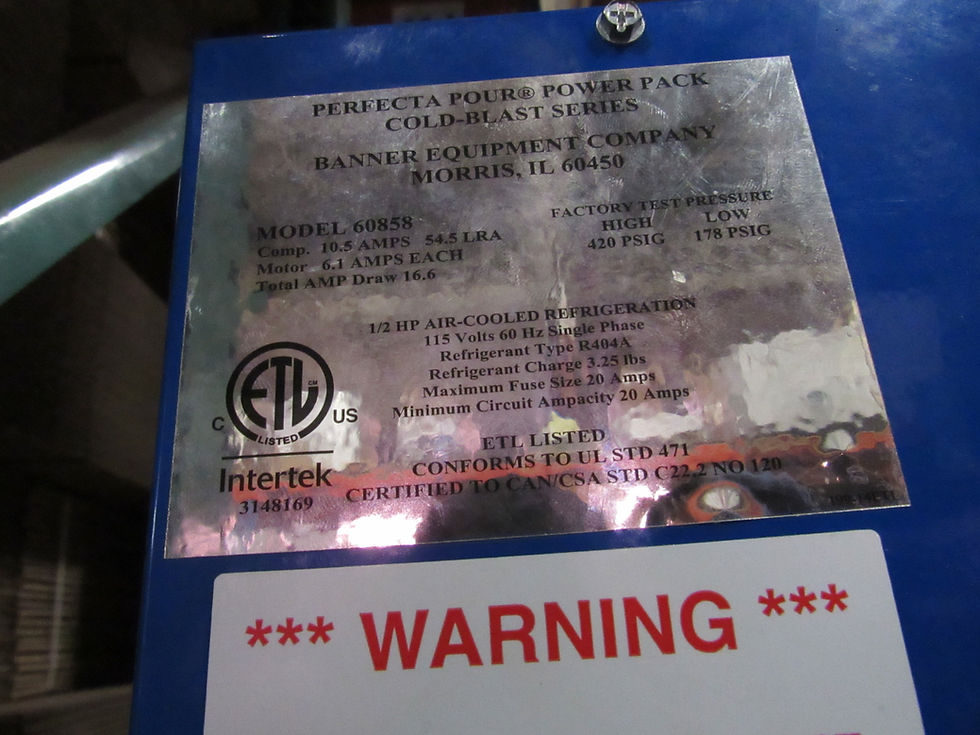 PERFECTA POUR® POWER PACK
COLD-BLAST SERIES
BANNER EQUIPMENT COMPANY
MORRIS, IL 60450
MODEL 60858
Comp. 10.5 AMPS 54.5 LRA
Motor 6.1 AMPS EACH
Total AMP Draw 16.6
FACTORY TEST PRESSURE
HIGH LOW
420 PSIG 178 PSIG
1/2 HP AIR-COOLED REFRIGERATION
115 Volts 60 Hz Single Phase
Refrigerant Type R404A
Refrigerant Charge 3.25 lbs
Maximum Fuse Size 20 Amps
Minimum Circuit Ampacity 20 Amps
ETL CM
C US
LISTED
Intertek
3148169
ETL LISTED
CONFORMS TO UL STD 471
CERTIFIED TO CAN/CSA STD C22.2 NO 120
*** WARNING ***